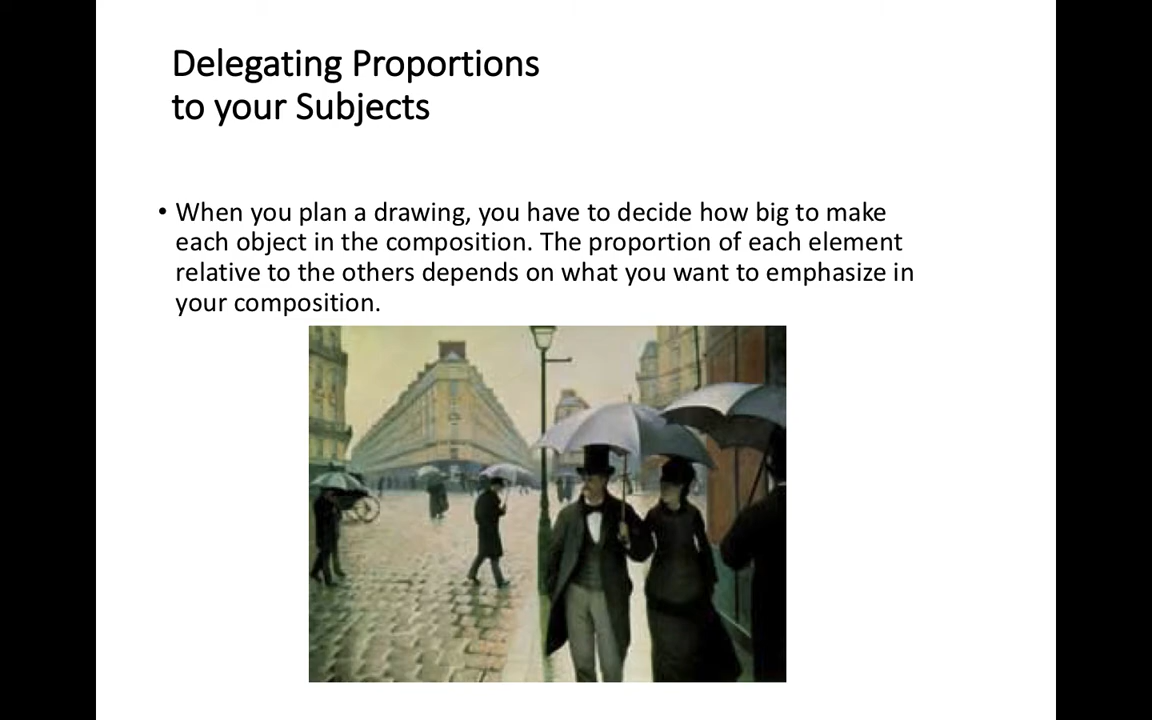 Delegating Proportions
to your Subjects
• When you plan a drawing, you have to decide how big to make
each object in the composition. The proportion of each element
relative to the others depends on what you want to emphasize in
your composition.